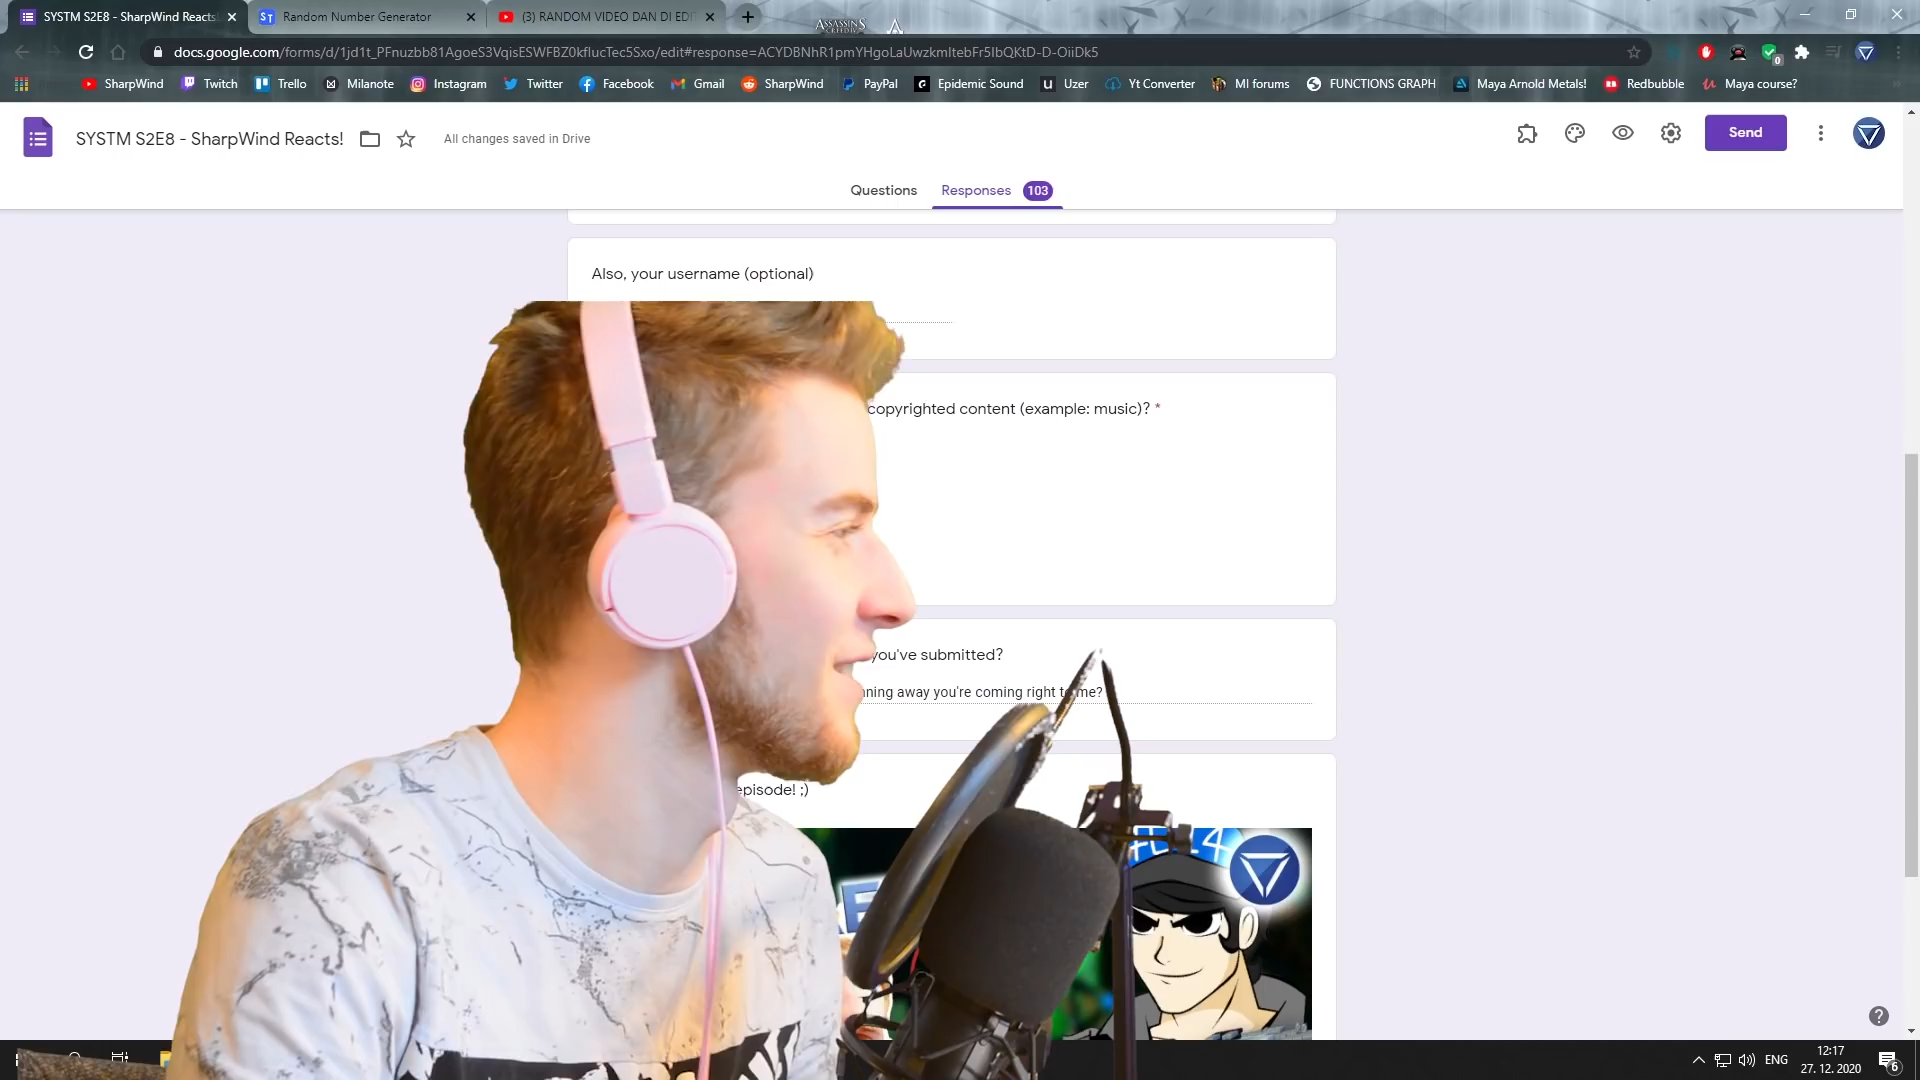 SYSTM S2E8 - SharpWind Reacts
Random Number Generator
(3) RANDOM VIDEO DAN DI EDI
ASSASSIN'S
docs.google.com/forms/d/1jd1t_PFnuzbb81AgoeS3VqisESWFBZ0kflucTec5Sxo/edit#response=ACYDBNhR1pmYHgoLaUwzkmItebFr5IbQKtD-D-OiiDk5
SharpWind Twitch Trello Milanote Instagram Twitter Facebook Gmail SharpWind PayPal Epidemic Sound Uzer Yt Converter MI forums FUNCTIONS GRAPH Maya Arnold Metals! Redbubble Maya course?
SYSTM S2E8 - SharpWind Reacts!
All changes saved in Drive
Send
Questions
Responses 103
Also, your username (optional)
copyrighted content (example: music)? *
you've submitted?
away you're coming right to me?
episode! ;)
ENG
12:17
27. 12. 2020
6